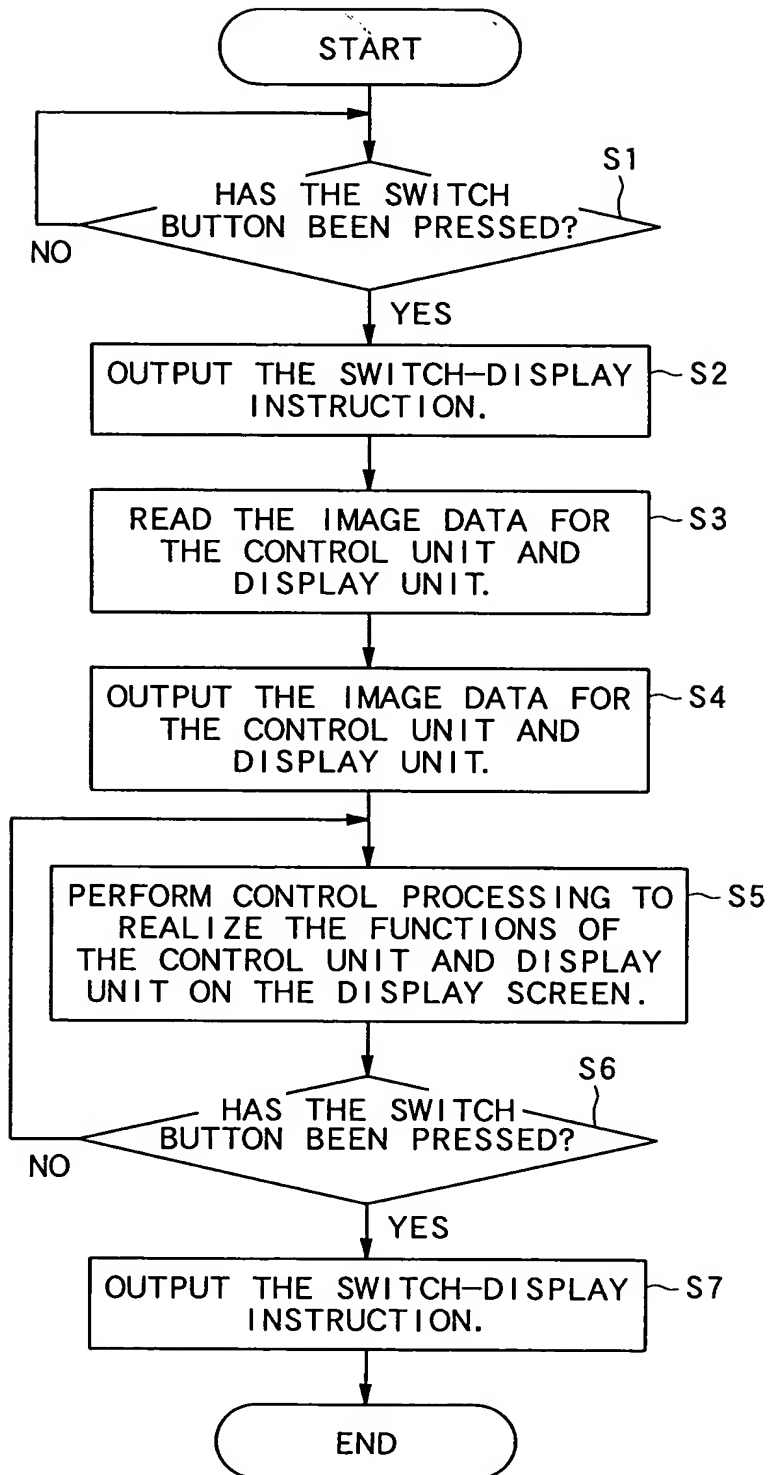 START
HAS THE SWITCH
BUTTON BEEN PRESSED?
S1
NO
YES
OUTPUT THE SWITCH-DISPLAY
INSTRUCTION.
S2
READ THE IMAGE DATA FOR
THE CONTROL UNIT AND
DISPLAY UNIT.
S3
OUTPUT THE IMAGE DATA FOR
THE CONTROL UNIT AND
DISPLAY UNIT.
S4
PERFORM CONTROL PROCESSING TO
REALIZE THE FUNCTIONS OF
THE CONTROL UNIT AND DISPLAY
UNIT ON THE DISPLAY SCREEN.
S5
HAS THE SWITCH
BUTTON BEEN PRESSED?
S6
NO
YES
OUTPUT THE SWITCH-DISPLAY
INSTRUCTION.
S7
END